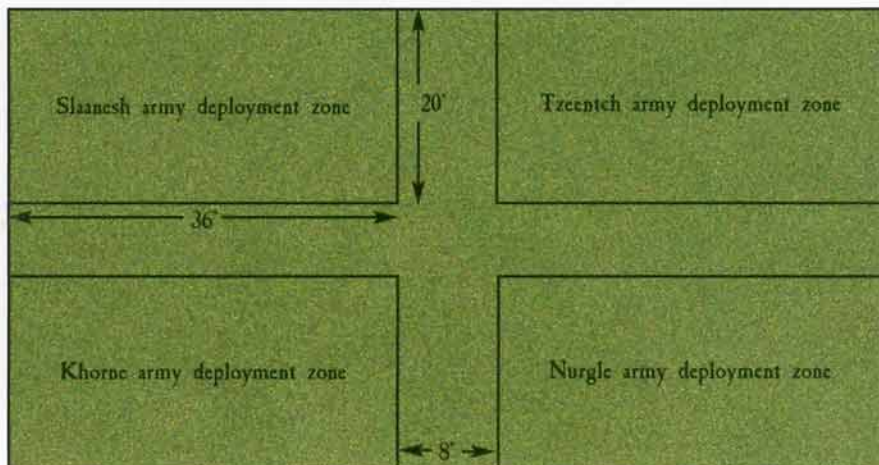 Slaanesh army deployment zone
20"
Tzeentch army deployment zone
36"
Khorne army deployment zone
Nurgle army deployment zone
8"